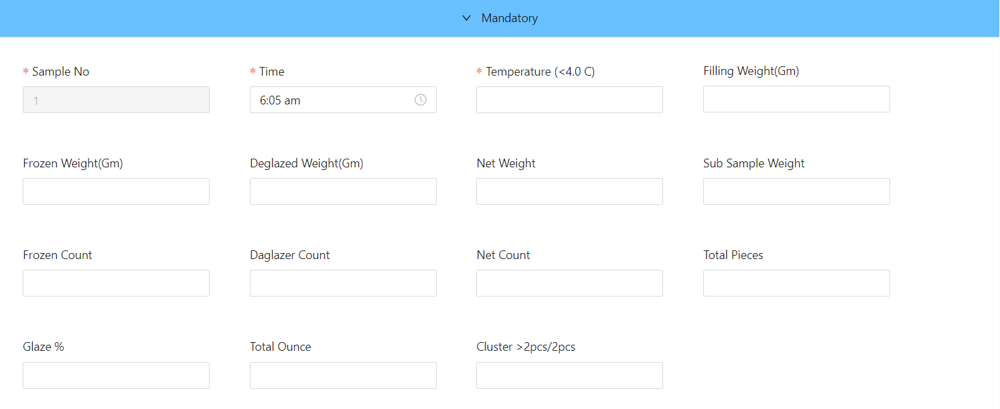 Mandatory
* Sample No
* Time
* Temperature (<4.0 C)
Filling Weight(Gm)
1
6:05 am
Frozen Weight(Gm)
Deglazed Weight(Gm)
Net Weight
Sub Sample Weight
Frozen Count
Daglazer Count
Net Count
Total Pieces
Glaze %
Total Ounce
Cluster >2pcs/2pcs